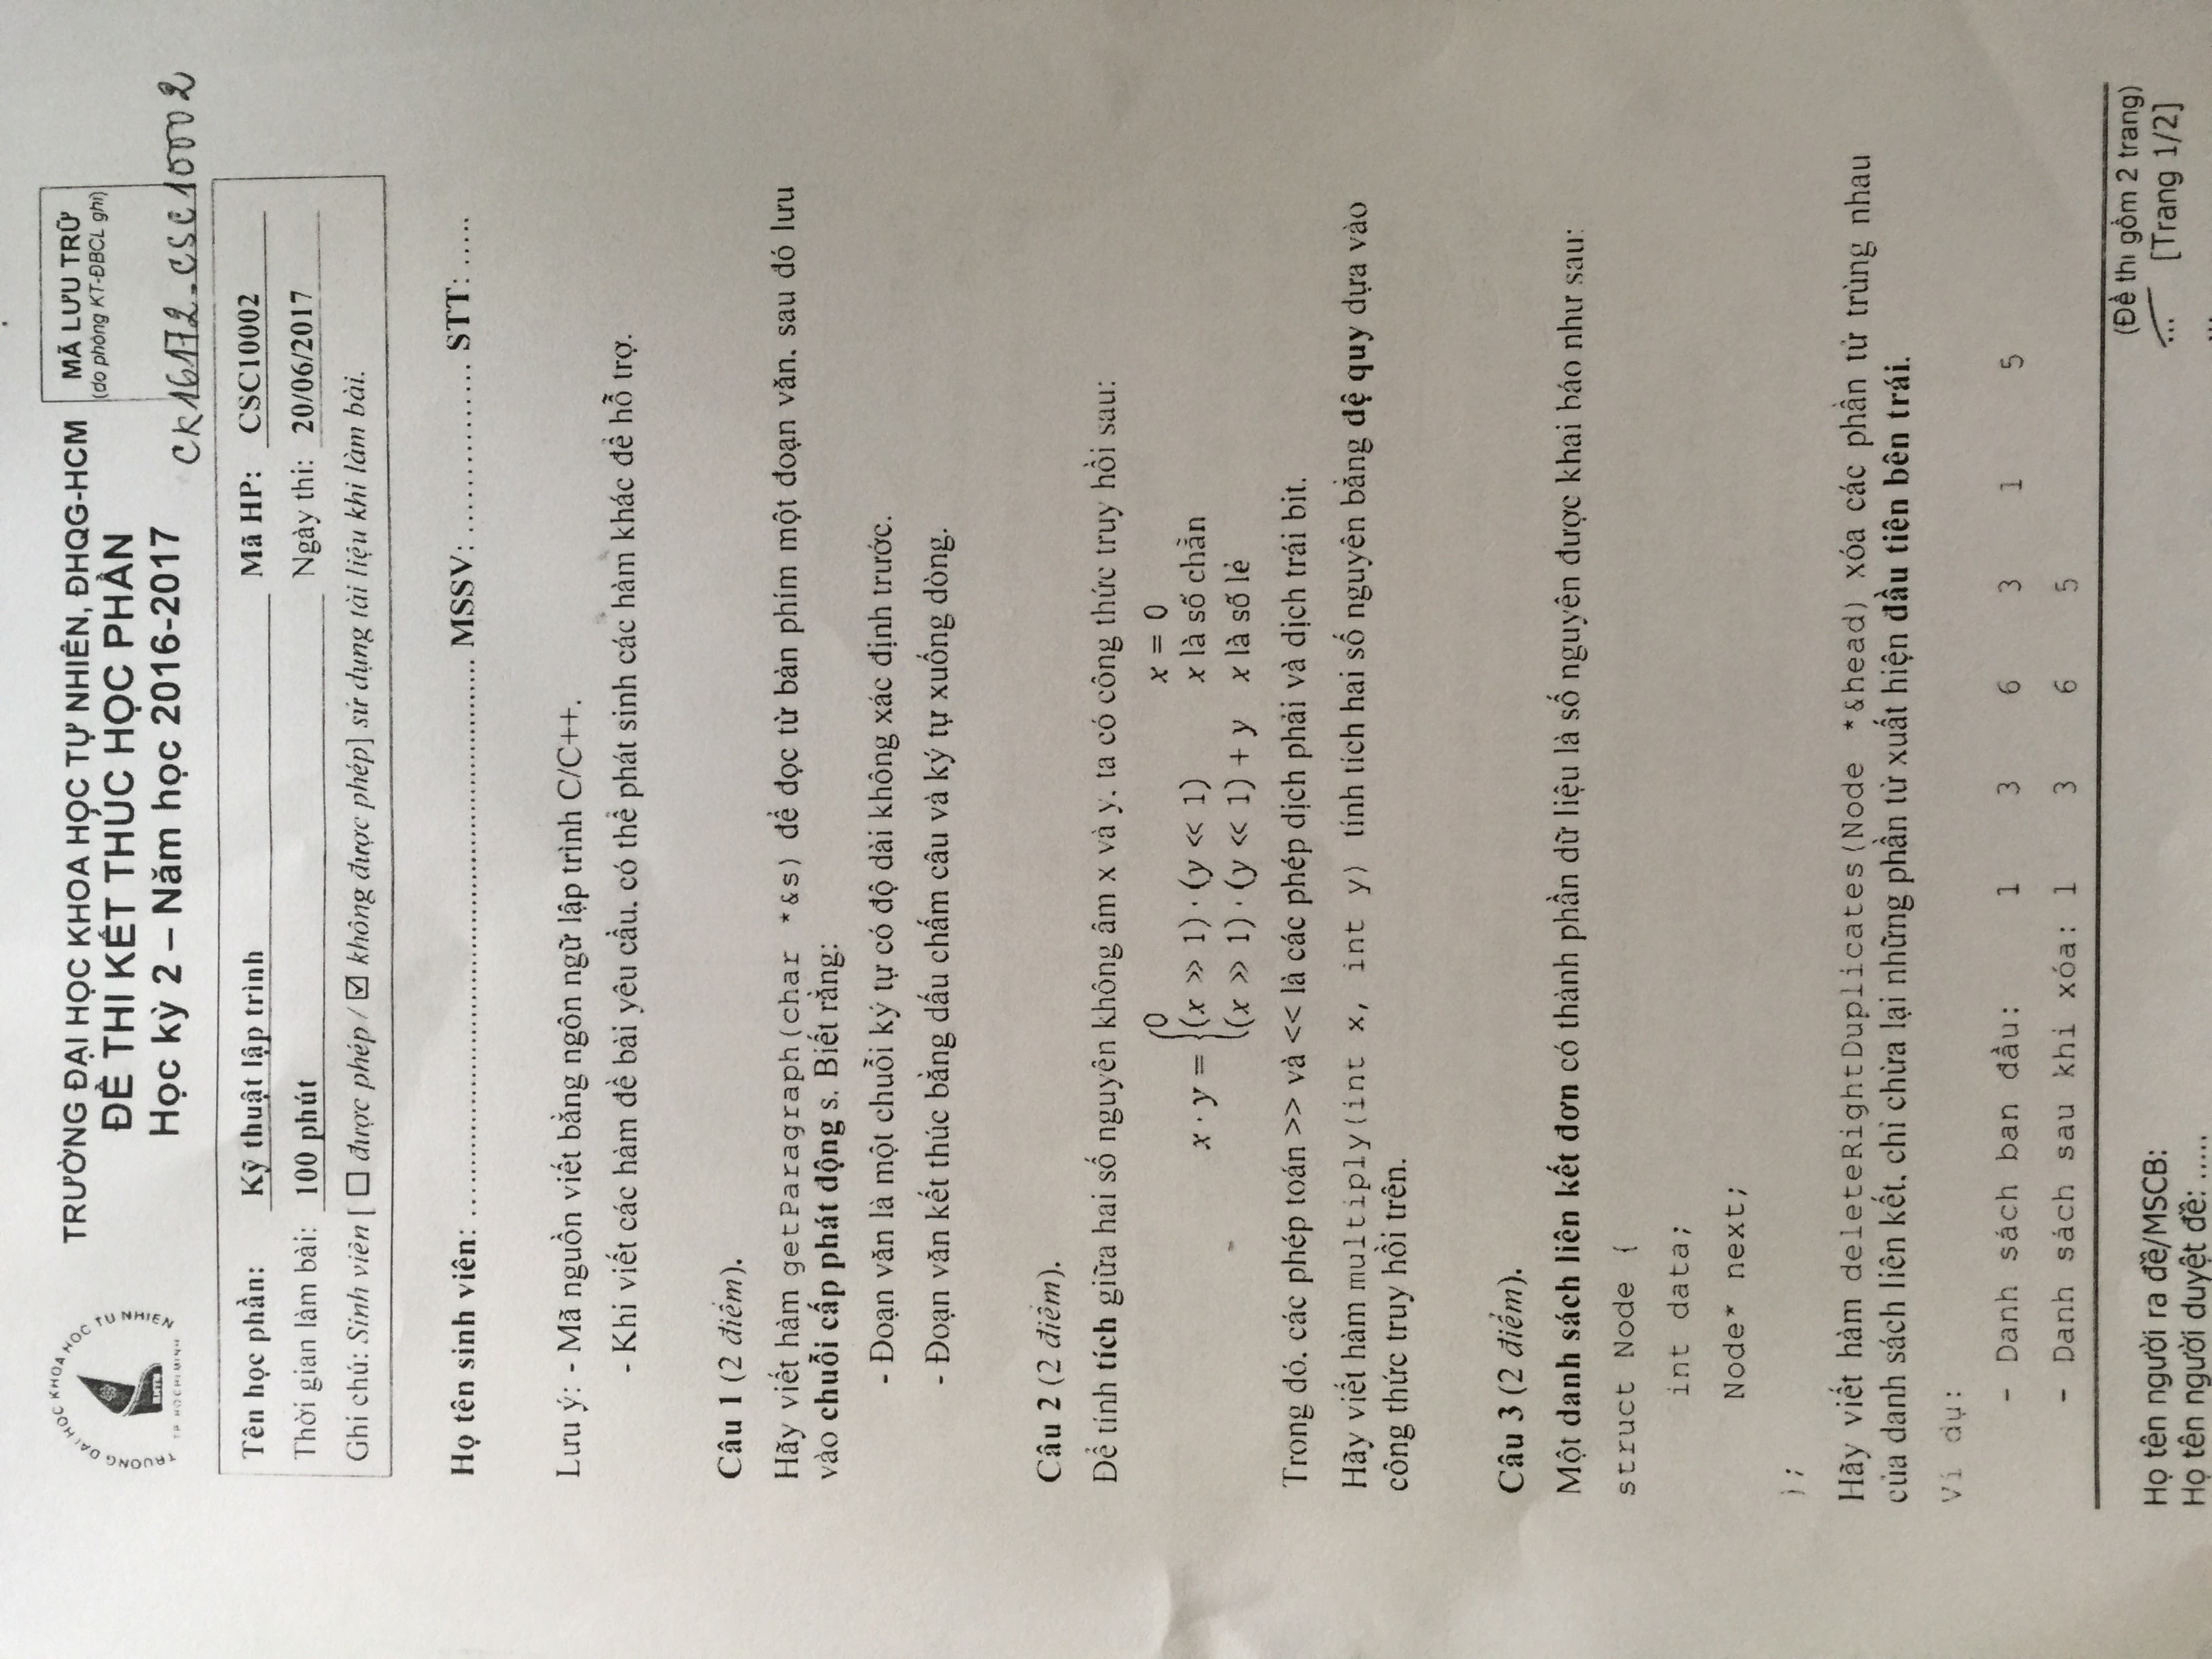 TRƯỜNG ĐẠI HỌC KHOA HỌC TỰ NHIÊN
TP. HỒ CHÍ MINH
TRƯỜNG ĐẠI HỌC KHOA HỌC TỰ NHIÊN, ĐHQG-HCM
ĐỀ THI KẾT THÚC HỌC PHẦN
Học kỳ 2 – Năm học 2016-2017
MÃ LƯU TRỮ
(do phòng KT-ĐBCL ghi)
CK16172_CSC10002
Tên học phần: Kỹ thuật lập trình Mã HP: CSC10002
Thời gian làm bài: 100 phút Ngày thi: 20/06/2017
Ghi chú: Sinh viên [ ☐ được phép / ☑ không được phép] sử dụng tài liệu khi làm bài.
Họ tên sinh viên: ........................................................ MSSV: ............... STT: .....
Lưu ý: - Mã nguồn viết bằng ngôn ngữ lập trình C/C++.
- Khi viết các hàm đề bài yêu cầu, có thể phát sinh các hàm khác để hỗ trợ.
Câu 1 (2 điểm).
Hãy viết hàm getParagraph(char *&s) để đọc từ bàn phím một đoạn văn, sau đó lưu
vào chuỗi cấp phát động s. Biết rằng:
- Đoạn văn là một chuỗi ký tự có độ dài không xác định trước.
- Đoạn văn kết thúc bằng dấu chấm câu và ký tự xuống dòng.
Câu 2 (2 điểm).
Để tính tích giữa hai số nguyên không âm x và y, ta có công thức truy hồi sau:
0 x = 0
x · y = { (x ≫ 1) · (y ≪ 1) x là số chẵn
(x ≫ 1) · (y ≪ 1) + y x là số lẻ
Trong đó, các phép toán >> và << là các phép dịch phải và dịch trái bit.
Hãy viết hàm multiply(int x, int y) tính tích hai số nguyên bằng đệ quy dựa vào
công thức truy hồi trên.
Câu 3 (2 điểm).
Một danh sách liên kết đơn có thành phần dữ liệu là số nguyên được khai báo như sau:
struct Node {
int data;
Node* next;
};
Hãy viết hàm deleteRightDuplicates(Node *&head) xóa các phần tử trùng nhau
của danh sách liên kết, chỉ chừa lại những phần tử xuất hiện đầu tiên bên trái.
Ví dụ:
- Danh sách ban đầu: 1 3 6 3 1 5
- Danh sách sau khi xóa: 1 3 6 5
(Đề thi gồm 2 trang)
Họ tên người ra đề/MSCB: ... [Trang 1/2]
Họ tên người duyệt đề: ..... ...